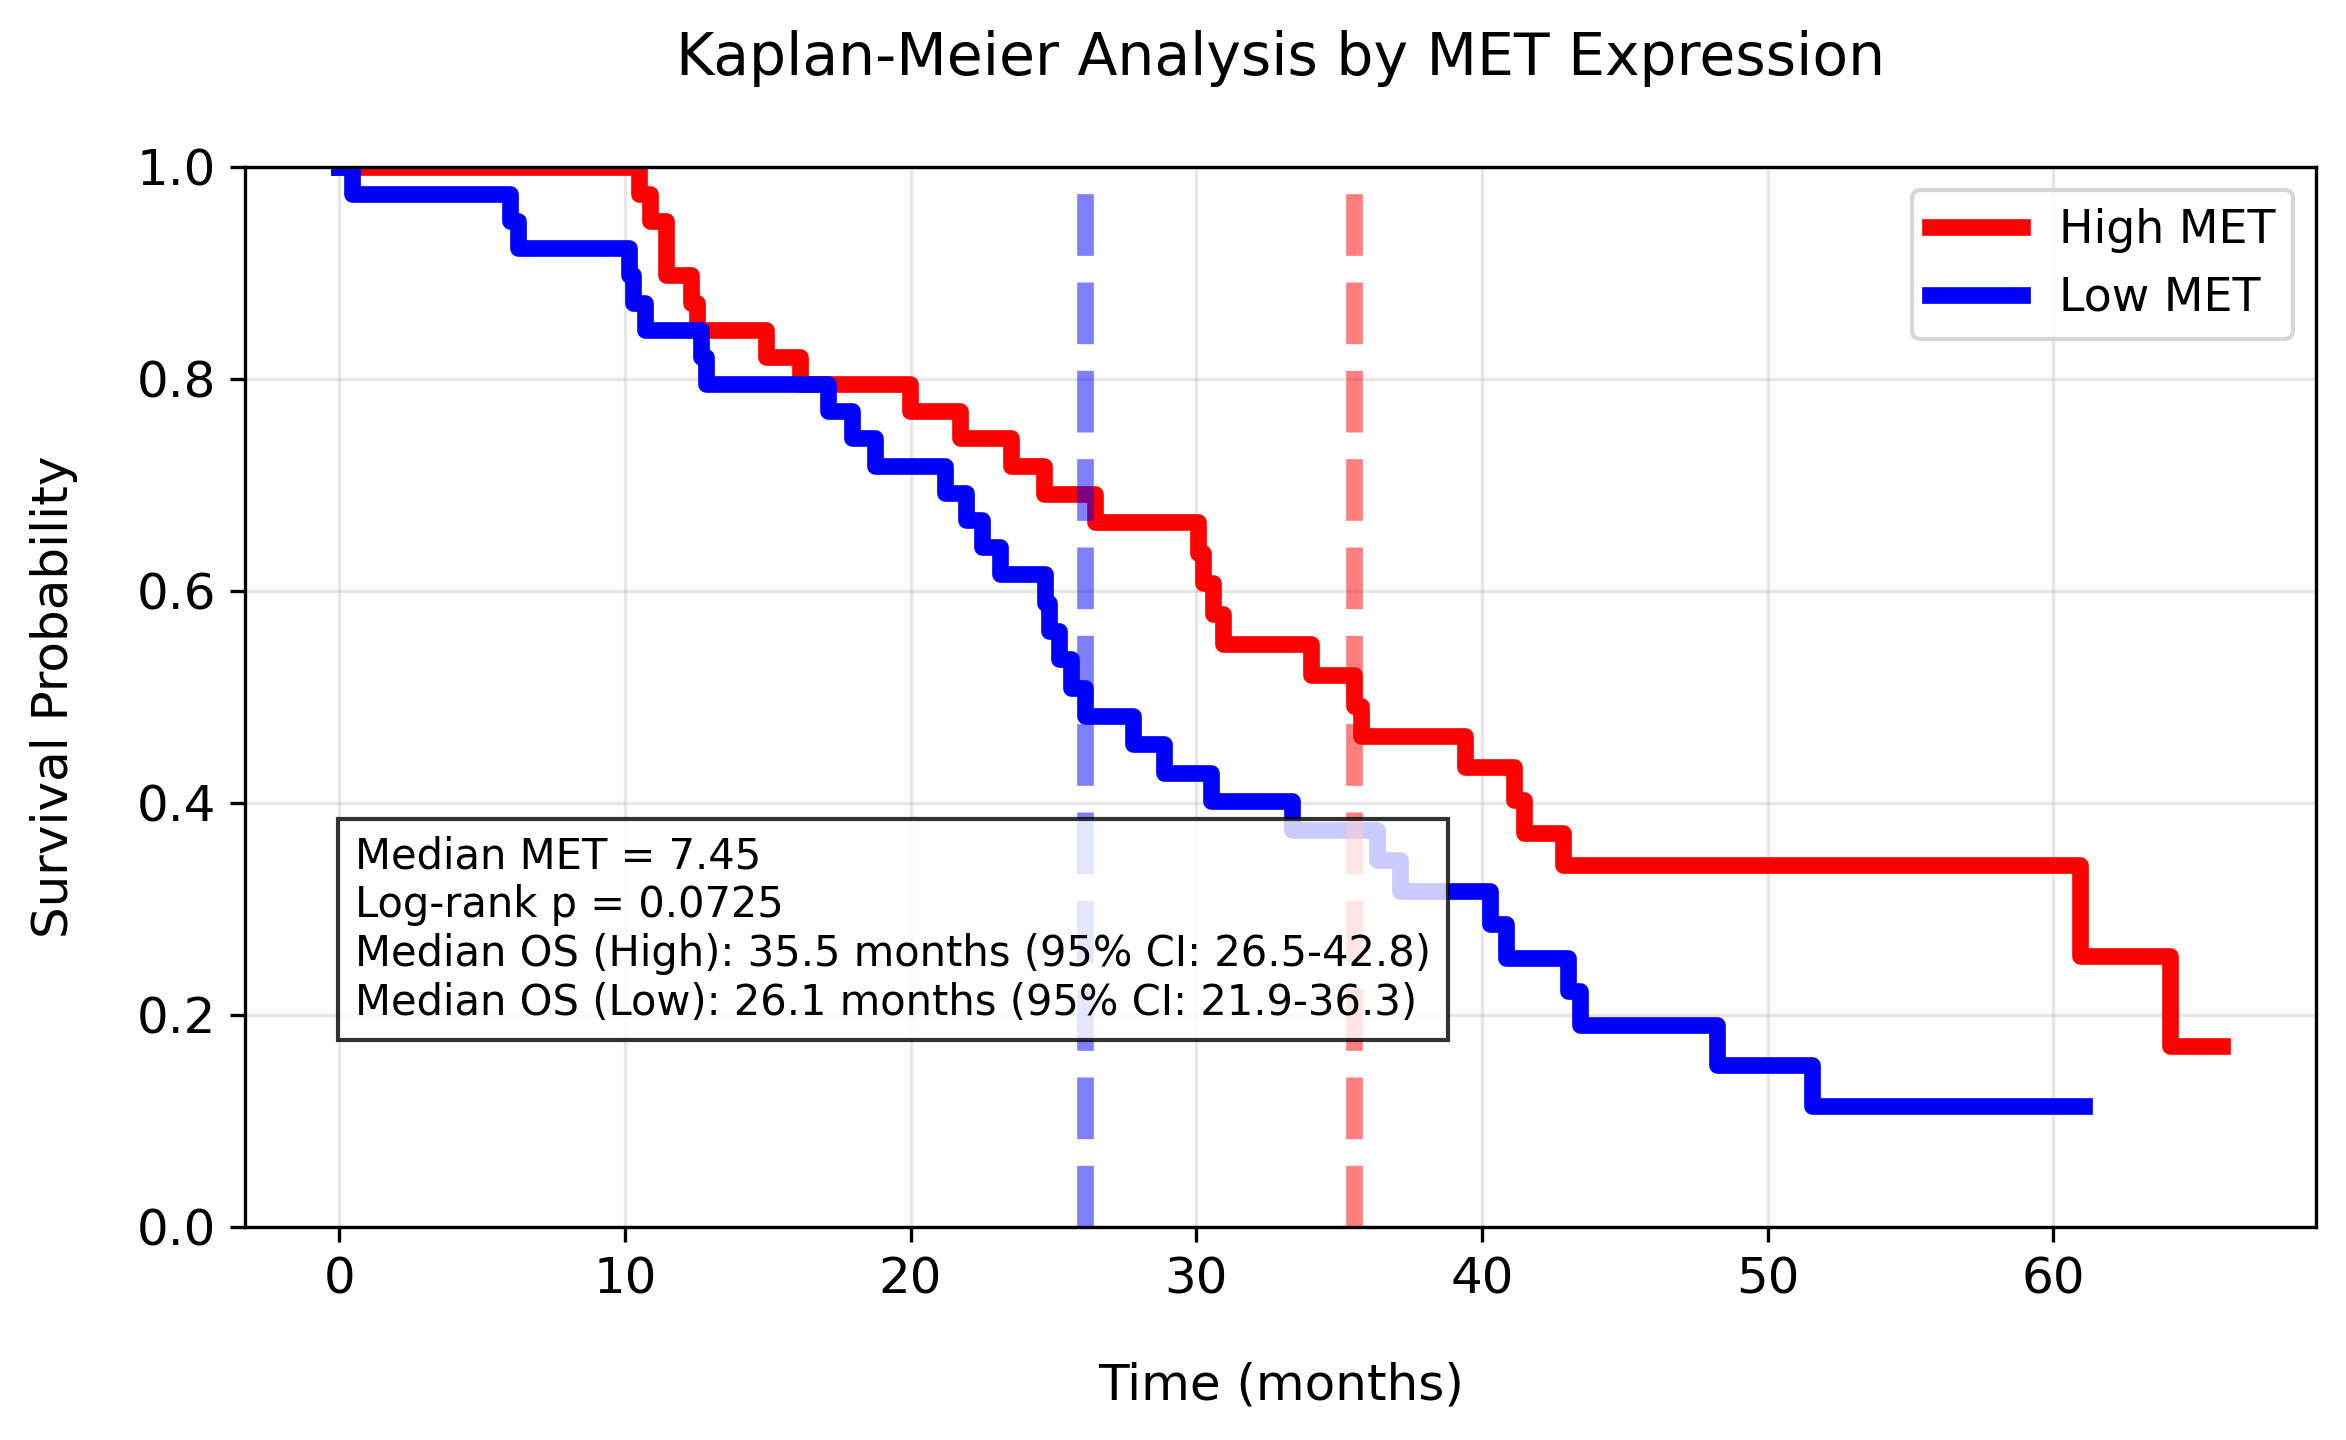 Kaplan-Meier Analysis by MET Expression
1.0
0.8
0.6
0.4
0.2
0.0
Survival Probability
High MET
Low MET
Median MET = 7.45
Log-rank p = 0.0725
Median OS (High): 35.5 months (95% CI: 26.5-42.8)
Median OS (Low): 26.1 months (95% CI: 21.9-36.3)
0 10 20 30 40 50 60
Time (months)